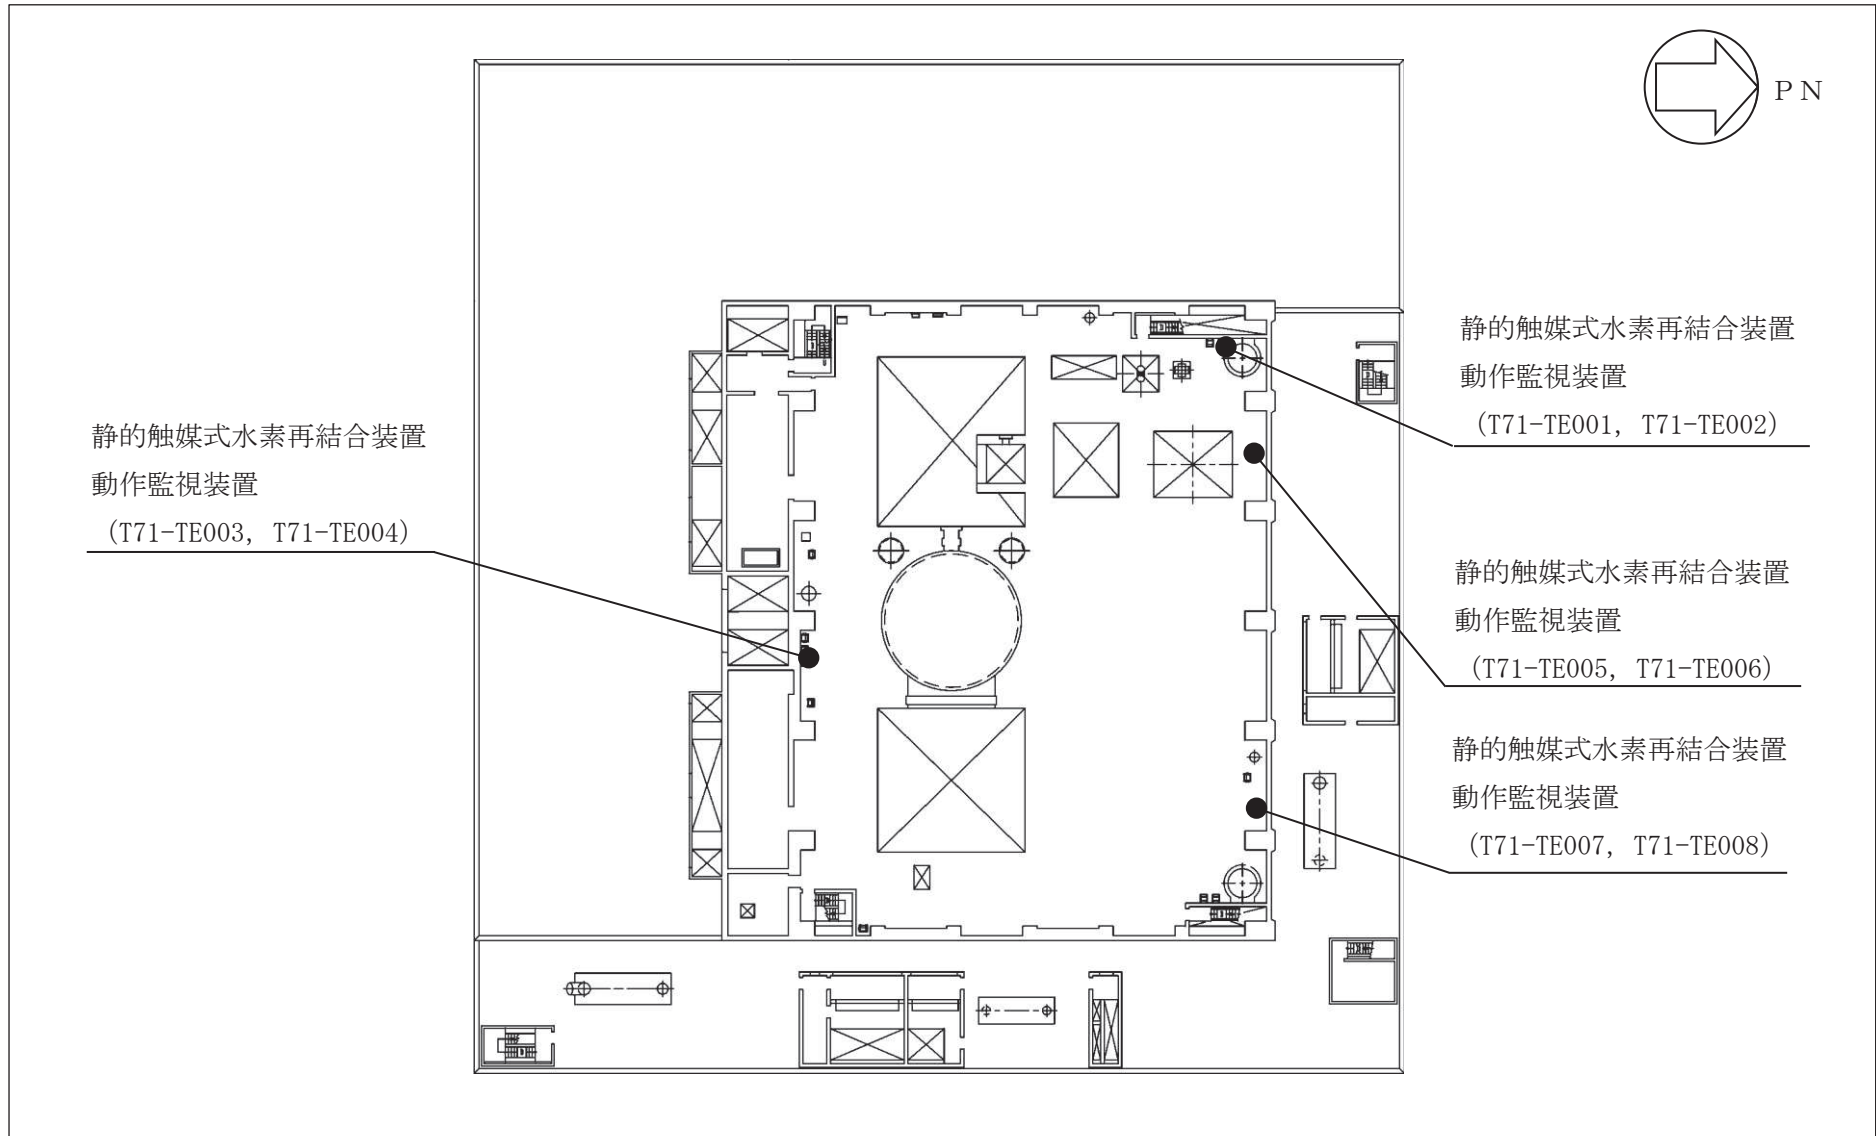 ＰＮ
静的触媒式水素再結合装置
動作監視装置
（T71-TE001, T71-TE002）
静的触媒式水素再結合装置
動作監視装置
（T71-TE003, T71-TE004）
静的触媒式水素再結合装置
動作監視装置
（T71-TE005, T71-TE006）
静的触媒式水素再結合装置
動作監視装置
（T71-TE007, T71-TE008）